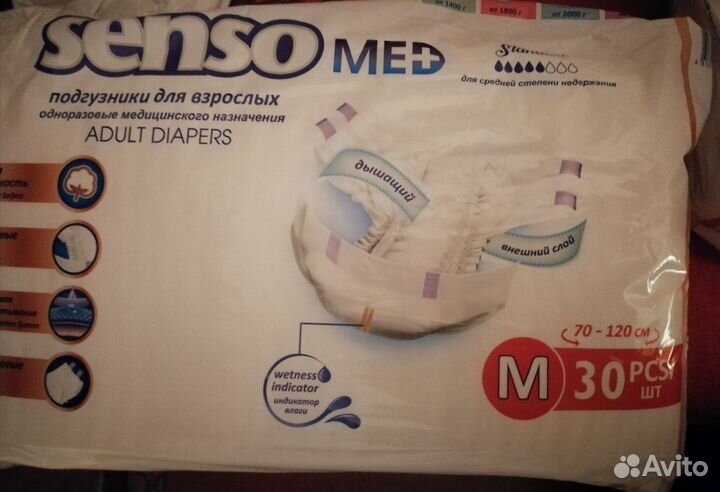 от 1400 г
от 1800 г
от 2000 г
senso MED
подгузники для взрослых
одноразовые медицинского назначения
ADULT DIAPERS
для средней степени недержания
дышащий
внешний слой
wetness
indicator
индикатор
влаги
70 - 120 см
M 30 PCS/
ШТ
Avito